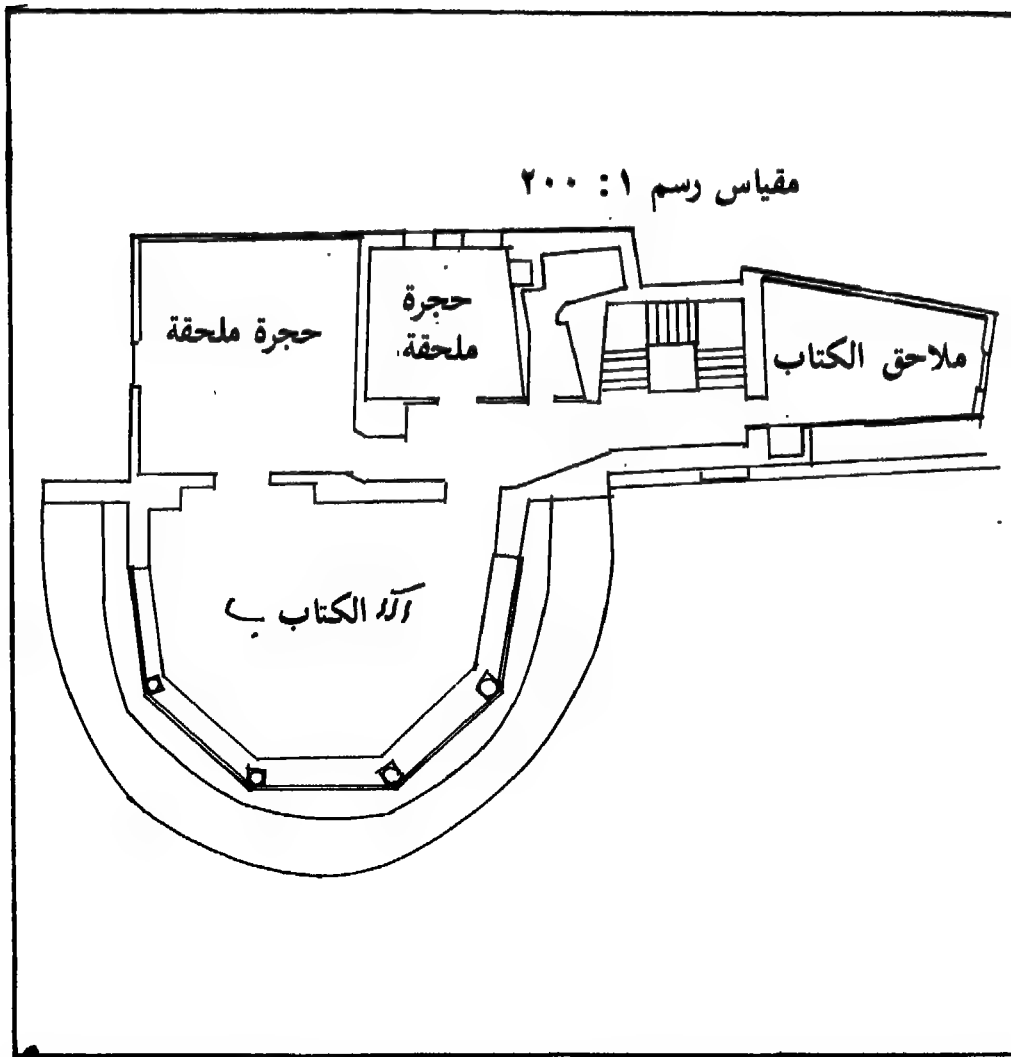 مقياس رسم ١ : ٢٠٠
حجرة ملحقة
حجرة
ملحقة
ملاحق الكتاب
الكتاب